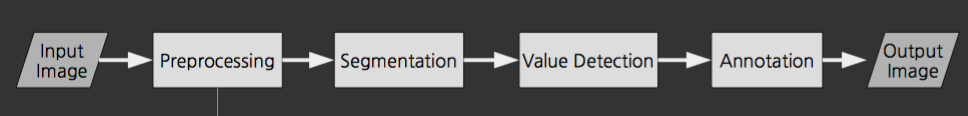 Input
Image
Preprocessing
Segmentation
Value Detection
Annotation
Output
Image